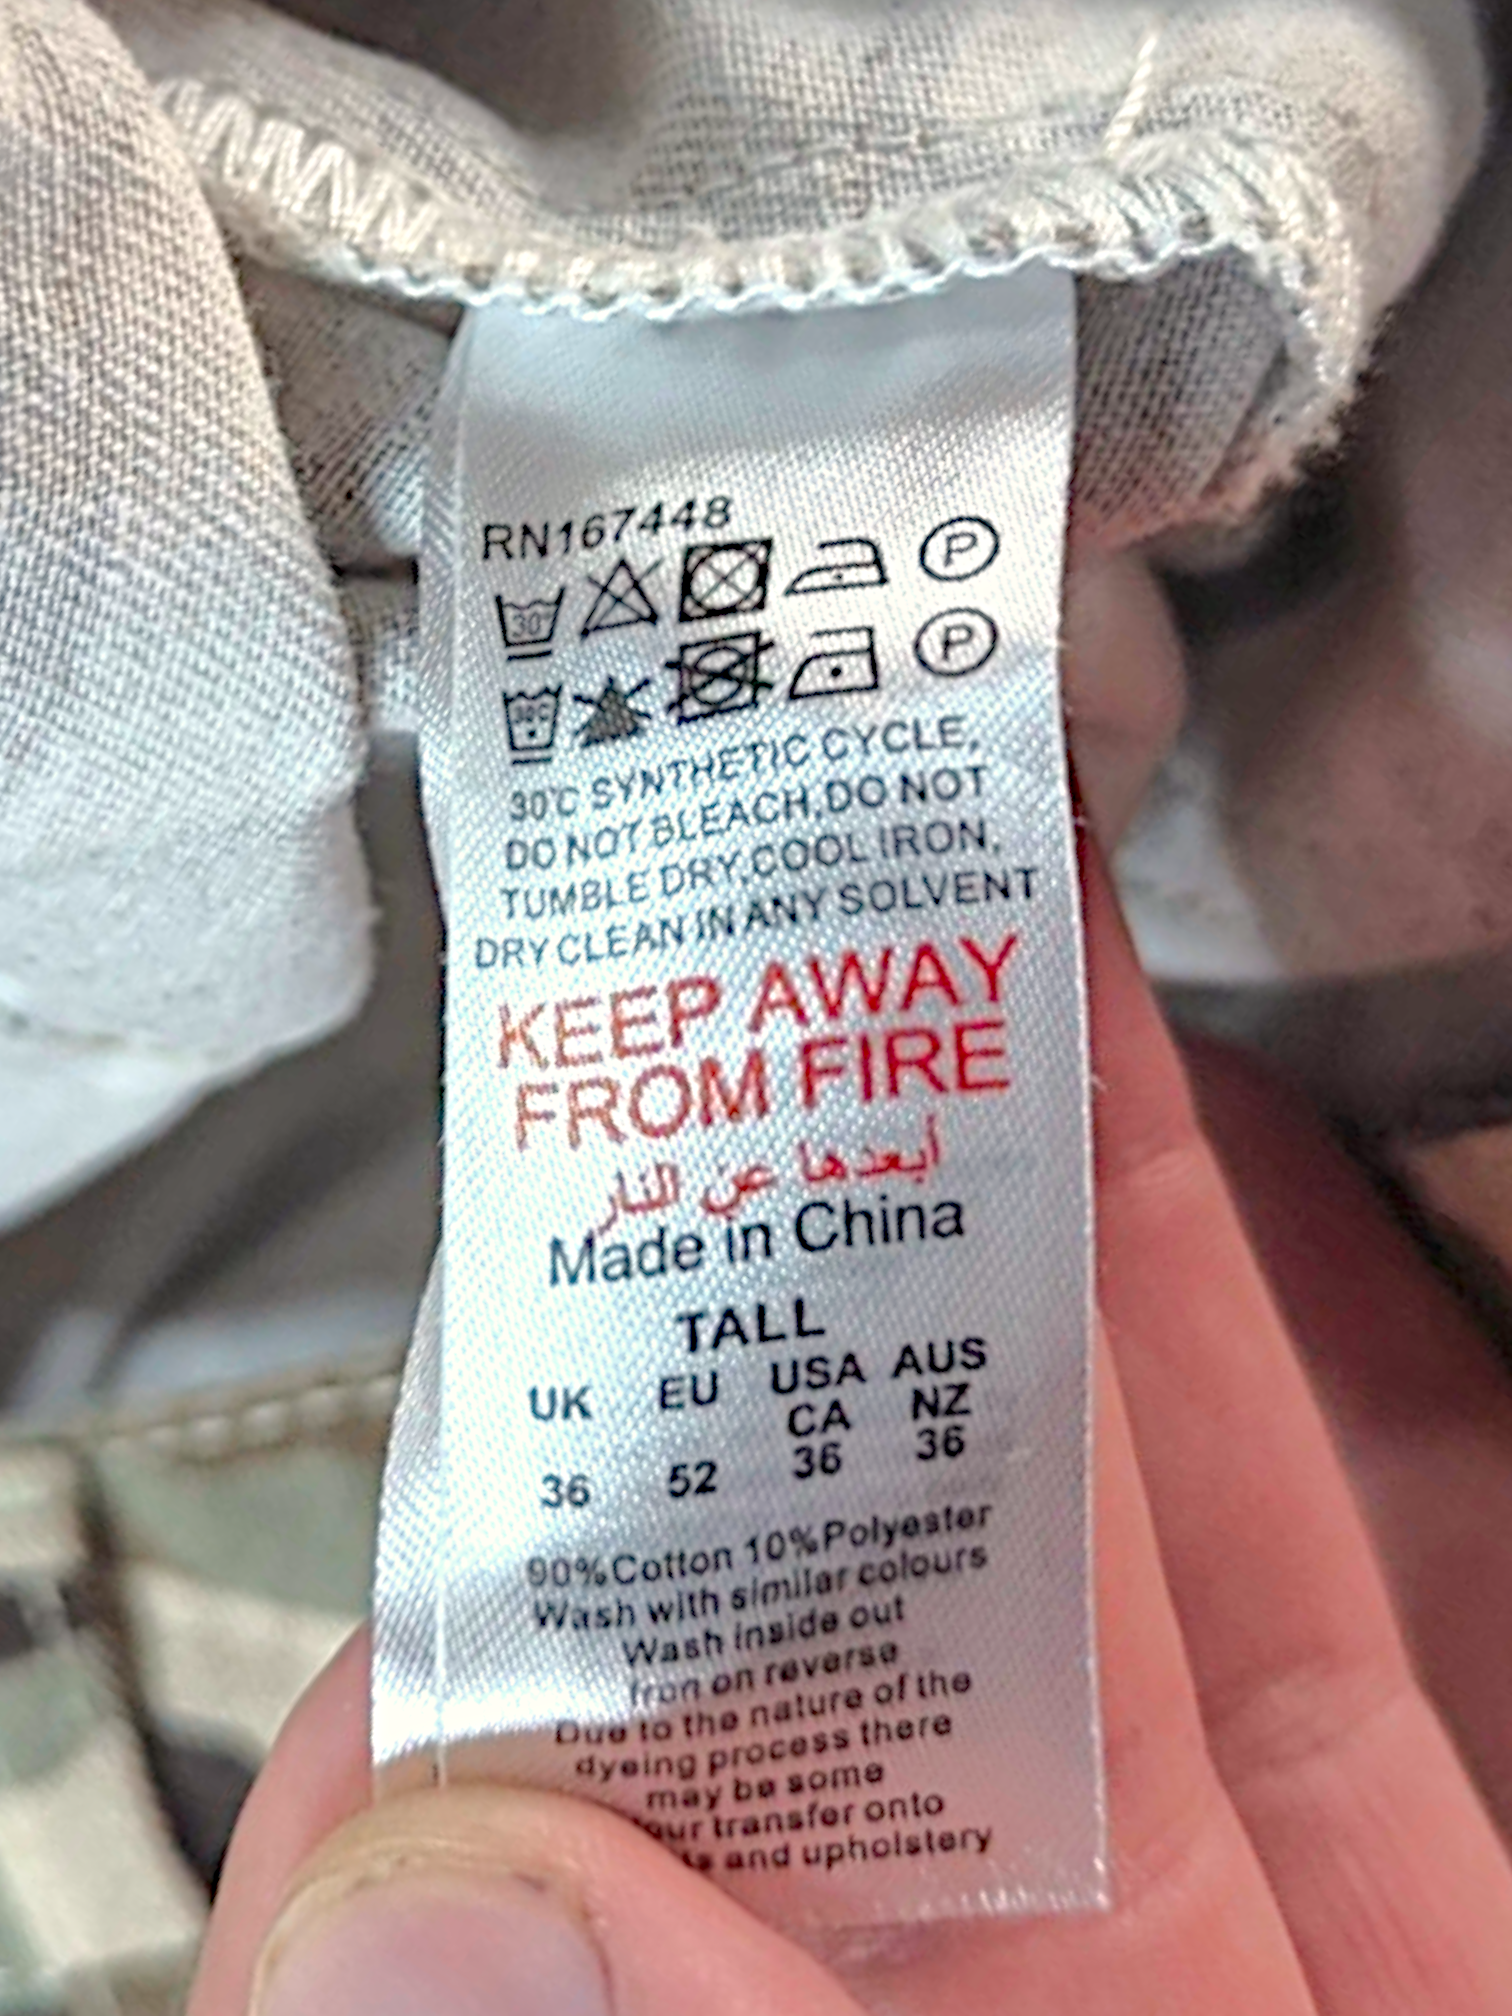 RN167448
30 P
30C P
30°C SYNTHETIC CYCLE,
DO NOT BLEACH,DO NOT
TUMBLE DRY,COOL IRON,
DRY CLEAN IN ANY SOLVENT
KEEP AWAY
FROM FIRE
أبعدها عن النار
Made in China
TALL
UK EU USA AUS
CA NZ
36 52 36 36
90%Cotton 10%Polyester
Wash with similar colours
Wash inside out
Iron on reverse
Due to the nature of the
dyeing process there
may be some
transfer onto
and upholstery